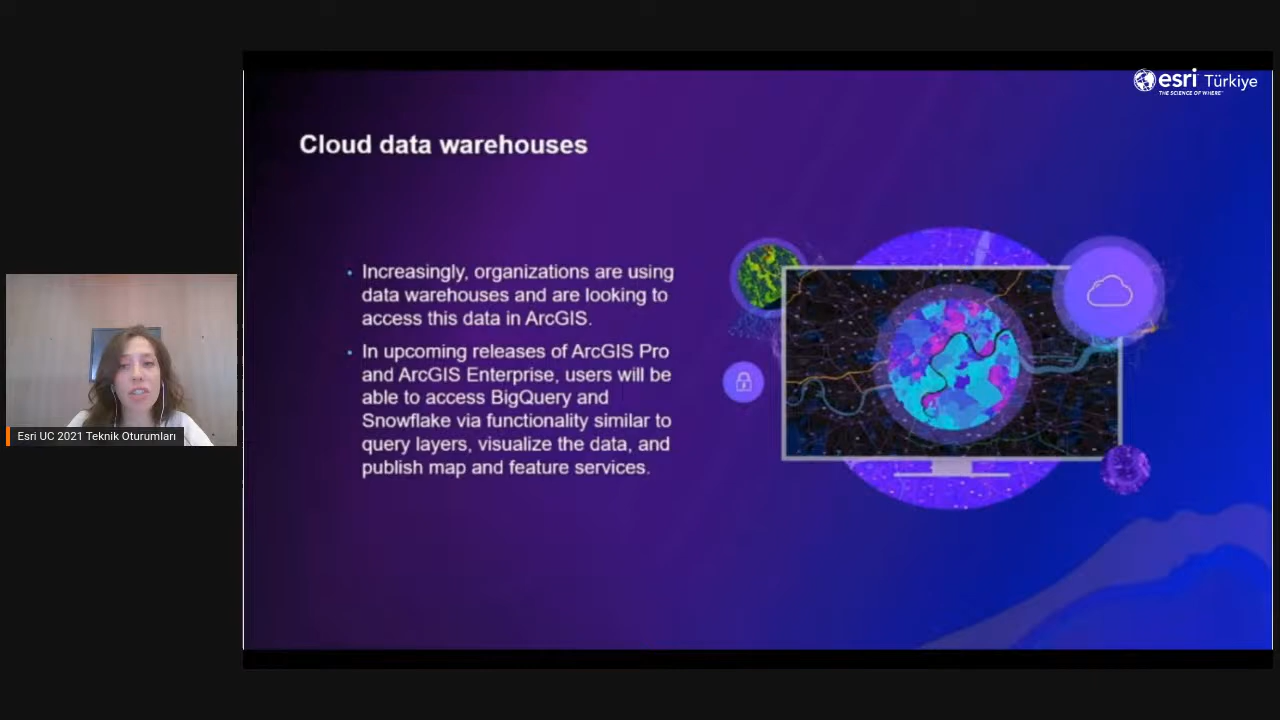 esri Türkiye
THE SCIENCE OF WHERE™
Cloud data warehouses
• Increasingly, organizations are using
data warehouses and are looking to
access this data in ArcGIS.
• In upcoming releases of ArcGIS Pro
and ArcGIS Enterprise, users will be
able to access BigQuery and
Snowflake via functionality similar to
query layers, visualize the data, and
publish map and feature services.
Esri UC 2021 Teknik Oturumları